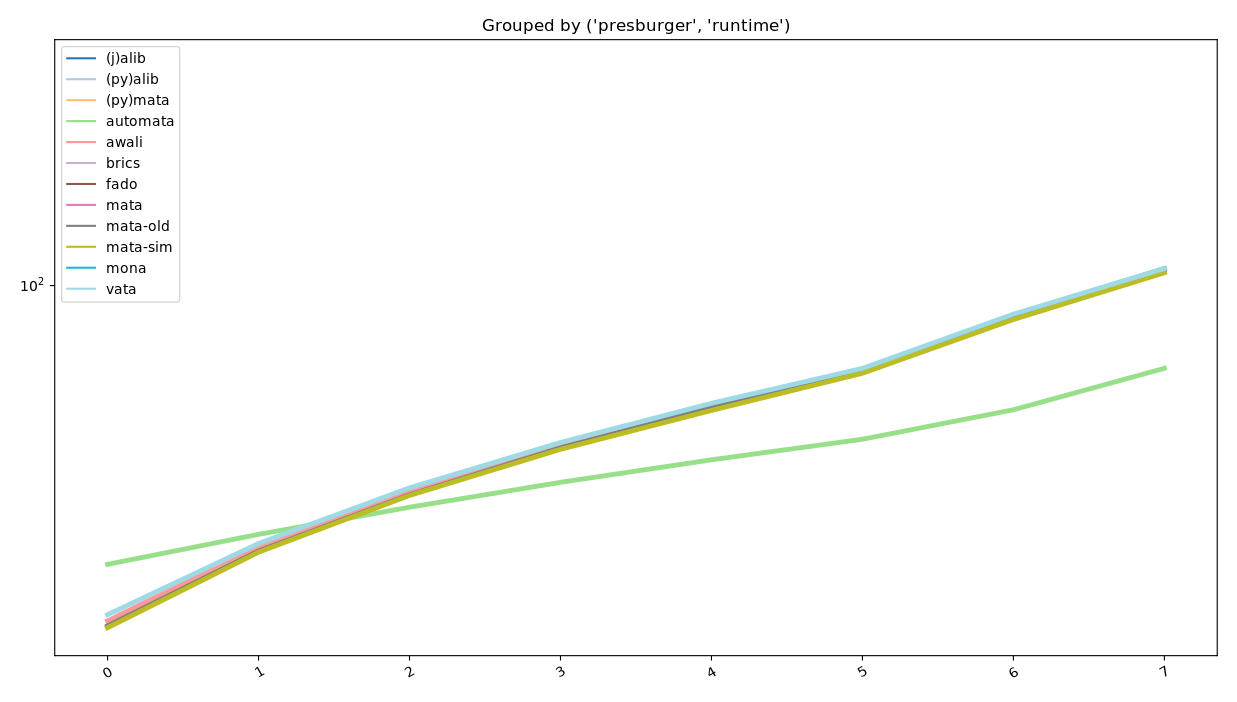 Grouped by ('presburger', 'runtime')
(j)alib
(py)alib
(py)mata
automata
awali
brics
fado
mata
mata-old
mata-sim
mona
vata
10²
0 1 2 3 4 5 6 7